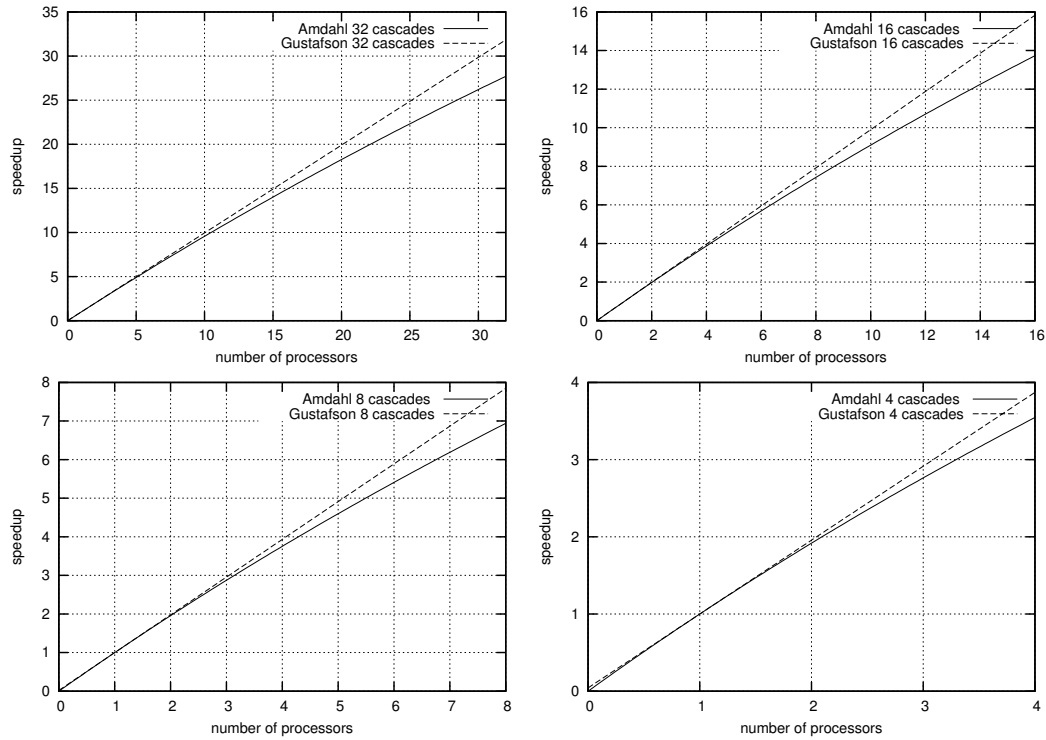 35
30
25
20
15
10
5
0
speedup
Amdahl 32 cascades
Gustafson 32 cascades
0 5 10 15 20 25 30
number of processors
16
14
12
10
8
6
4
2
0
speedup
Amdahl 16 cascades
Gustafson 16 cascades
0 2 4 6 8 10 12 14 16
number of processors
8
7
6
5
4
3
2
1
0
speedup
Amdahl 8 cascades
Gustafson 8 cascades
0 1 2 3 4 5 6 7 8
number of processors
4
3
2
1
0
speedup
Amdahl 4 cascades
Gustafson 4 cascades
0 1 2 3 4
number of processors